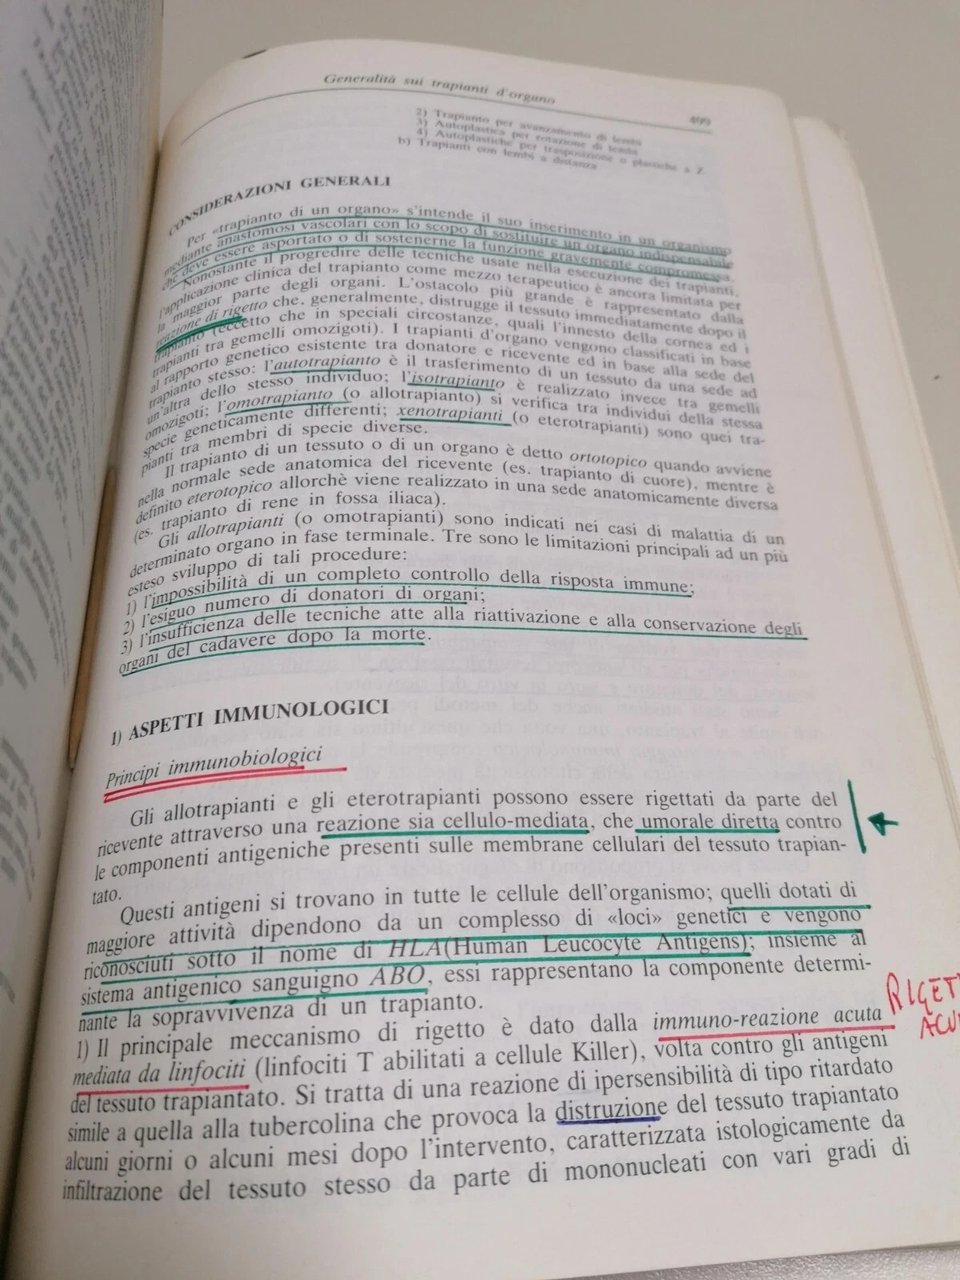 Generalità sui trapianti d'organo
499
2) Trapianto per avanzamento di lembi
3) Autoplastica per rotazione di lembi
4) Autoplastiche per trasposizione o plastiche a Z
b) Trapianti con lembi a distanza
CONSIDERAZIONI GENERALI
Per «trapianto di un organo» s'intende il suo inserimento in un organismo
mediante anastomosi vascolari con lo scopo di sostituire un organo indispensabile
che deve essere asportato o di sostenerne la funzione gravemente compromessa.
Nonostante il progredire delle tecniche usate nella esecuzione dei trapianti,
l'applicazione clinica del trapianto come mezzo terapeutico è ancora limitata per
la maggior parte degli organi. L'ostacolo più grande è rappresentato dalla
reazione di rigetto che, generalmente, distrugge il tessuto immediatamente dopo il
trapianto (eccetto che in speciali circostanze, quali l'innesto della cornea ed i
trapianti tra gemelli omozigoti). I trapianti d'organo vengono classificati in base
al rapporto genetico esistente tra donatore e ricevente ed in base alla sede del
trapianto stesso: l'autotrapianto è il trasferimento di un tessuto da una sede ad
un'altra dello stesso individuo; l'isotrapianto è realizzato invece tra gemelli
omozigoti; l'omotrapianto (o allotrapianto) si verifica tra individui della stessa
specie geneticamente differenti; xenotrapianti (o eterotrapianti) sono quei tra-
pianti tra membri di specie diverse.
Il trapianto di un tessuto o di un organo è detto ortotopico quando avviene
nella normale sede anatomica del ricevente (es. trapianto di cuore), mentre è
definito eterotopico allorchè viene realizzato in una sede anatomicamente diversa
(es. trapianto di rene in fossa iliaca).
Gli allotrapianti (o omotrapianti) sono indicati nei casi di malattia di un
determinato organo in fase terminale. Tre sono le limitazioni principali ad un più
esteso sviluppo di tali procedure:
1) l'impossibilità di un completo controllo della risposta immune;
2) l'esiguo numero di donatori di organi;
3) l'insufficienza delle tecniche atte alla riattivazione e alla conservazione degli
organi del cadavere dopo la morte.
1) ASPETTI IMMUNOLOGICI
Principi immunobiologici
Gli allotrapianti e gli eterotrapianti possono essere rigettati da parte del
ricevente attraverso una reazione sia cellulo-mediata, che umorale diretta contro
le componenti antigeniche presenti sulle membrane cellulari del tessuto trapian-
tato.
Questi antigeni si trovano in tutte le cellule dell'organismo; quelli dotati di
maggiore attività dipendono da un complesso di «loci» genetici e vengono
riconosciuti sotto il nome di HLA(Human Leucocyte Antigens); insieme al
sistema antigenico sanguigno ABO, essi rappresentano la componente determi-
nante la sopravvivenza di un trapianto.
1) Il principale meccanismo di rigetto è dato dalla immuno-reazione acuta
mediata da linfociti (linfociti T abilitati a cellule Killer), volta contro gli antigeni
del tessuto trapiantato. Si tratta di una reazione di ipersensibilità di tipo ritardato
simile a quella alla tubercolina che provoca la distruzione del tessuto trapiantato
alcuni giorni o alcuni mesi dopo l'intervento, caratterizzata istologicamente da
infiltrazione del tessuto stesso da parte di mononucleati con vari gradi di
RIGET
ACU